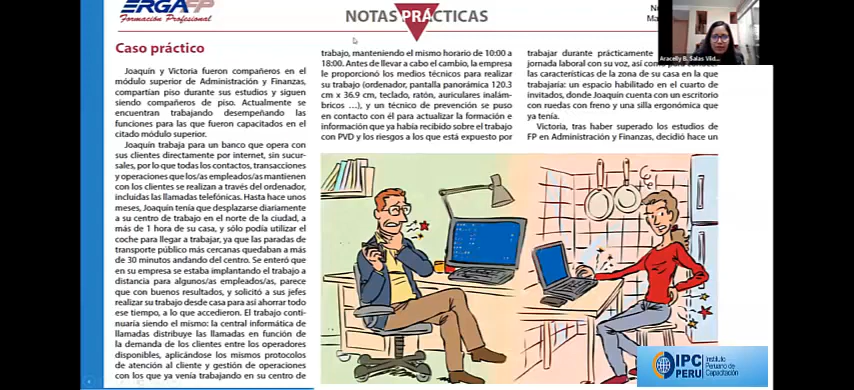 ERGAFP
Formación Profesional
NOTAS PRÁCTICAS
Caso práctico
Joaquín y Victoria fueron compañeros en el
módulo superior de Administración y Finanzas,
compartían piso durante sus estudios y siguen
siendo compañeros de piso. Actualmente se
encuentran trabajando desempeñando las
funciones para las que fueron capacitados en el
citado módulo superior.
Joaquín trabaja para un banco que opera con
sus clientes directamente por internet, sin sucur-
sales, por lo que todas los contactos, transacciones
y operaciones que los/as empleados/as mantienen
con los clientes se realizan a través del ordenador,
incluidas las llamadas telefónicas. Hasta hace unos
meses, Joaquín tenía que desplazarse diariamente
a su centro de trabajo en el norte de la ciudad, a
más de 1 hora de su casa, y sólo podía utilizar el
coche para llegar a trabajar, ya que las paradas de
transporte público más cercanas quedaban a más
de 30 minutos andando del centro. Se enteró que
en su empresa se estaba implantando el trabajo a
distancia para algunos/as empleados/as, parece
que con buenos resultados, y solicitó a sus jefes
realizar su trabajo desde casa para así ahorrar todo
ese tiempo, a lo que accedieron. El trabajo conti-
nuaría siendo el mismo: la central informática de
llamadas distribuye las llamadas en función de
la demanda de los clientes entre los operadores
disponibles, aplicándose los mismos protocolos
de atención al cliente y gestión de operaciones
con los que ya venía trabajando en su centro de
trabajo, manteniendo el mismo horario de 10:00 a
18:00. Antes de llevar a cabo el cambio, la empresa
le proporcionó los medios técnicos para realizar
su trabajo (ordenador, pantalla panorámica 120.3
cm x 36.9 cm, teclado, ratón, auriculares inalám-
bricos …), y un técnico de prevención se puso
en contacto con él para actualizar la formación e
información que ya había recibido sobre el trabajo
con PVD y los riesgos a los que está expuesto por
trabajar durante prácticamente
jornada laboral con su voz, así como
las características de la zona de su casa en la que
trabajaría: un espacio habilitado en el cuarto de
invitados, donde Joaquín cuenta con un escritorio
con ruedas con freno y una silla ergonómica que
ya tenía.
Victoria, tras haber superado los estudios de
FP en Administración y Finanzas, decidió hace un
Aracelly B. Salas Vild...
IPC
PERU
Instituto
Peruano de
Capacitación